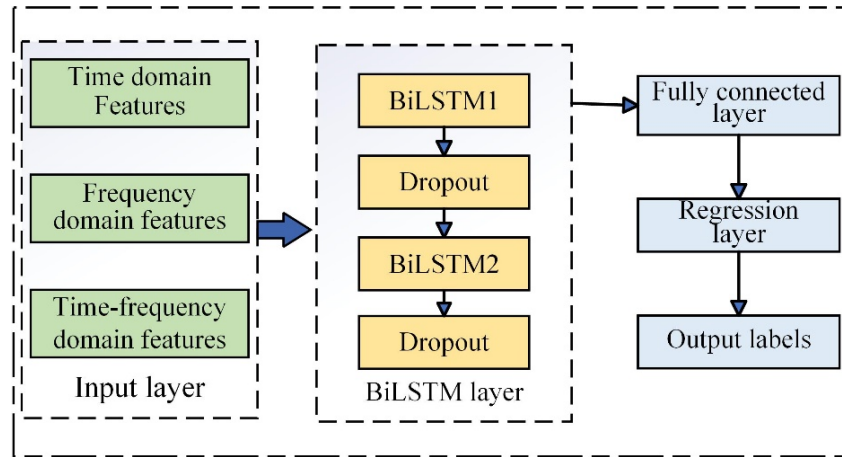 Time domain
Features
Frequency
domain features
Time-frequency
domain features
Input layer
BiLSTM1
Dropout
BiLSTM2
Dropout
BiLSTM layer
Fully connected
layer
Regression
layer
Output labels